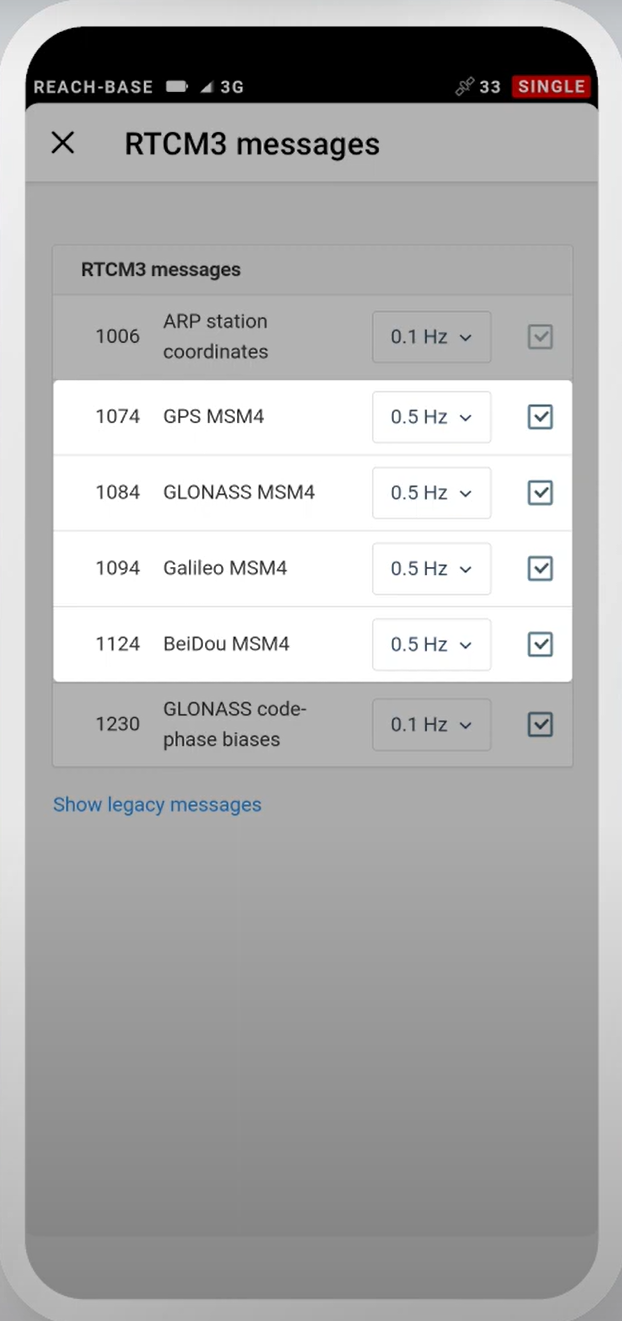 REACH-BASE 3G 33 SINGLE
RTCM3 messages
RTCM3 messages
1006 ARP station coordinates 0.1 Hz
1074 GPS MSM4 0.5 Hz
1084 GLONASS MSM4 0.5 Hz
1094 Galileo MSM4 0.5 Hz
1124 BeiDou MSM4 0.5 Hz
1230 GLONASS code-phase biases 0.1 Hz
Show legacy messages